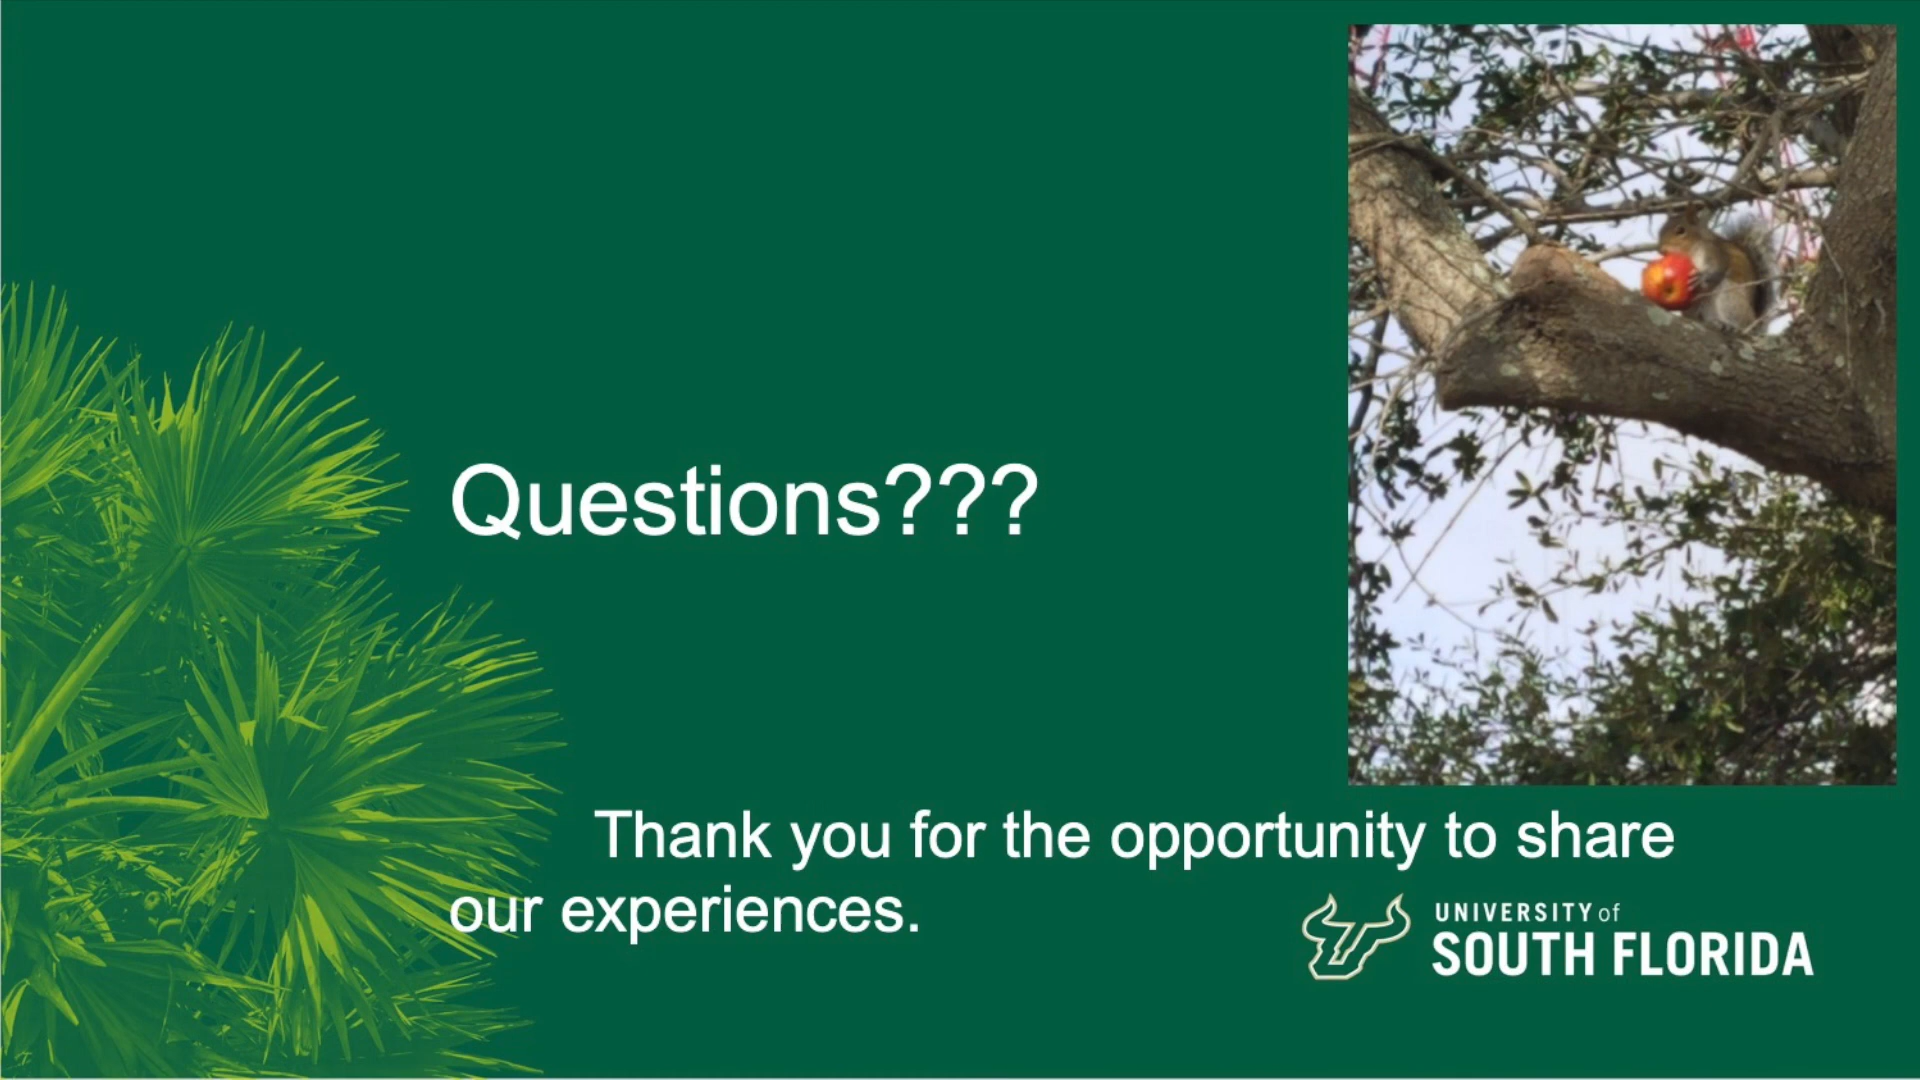 Questions???
Thank you for the opportunity to share
our experiences.
UNIVERSITY of
SOUTH FLORIDA